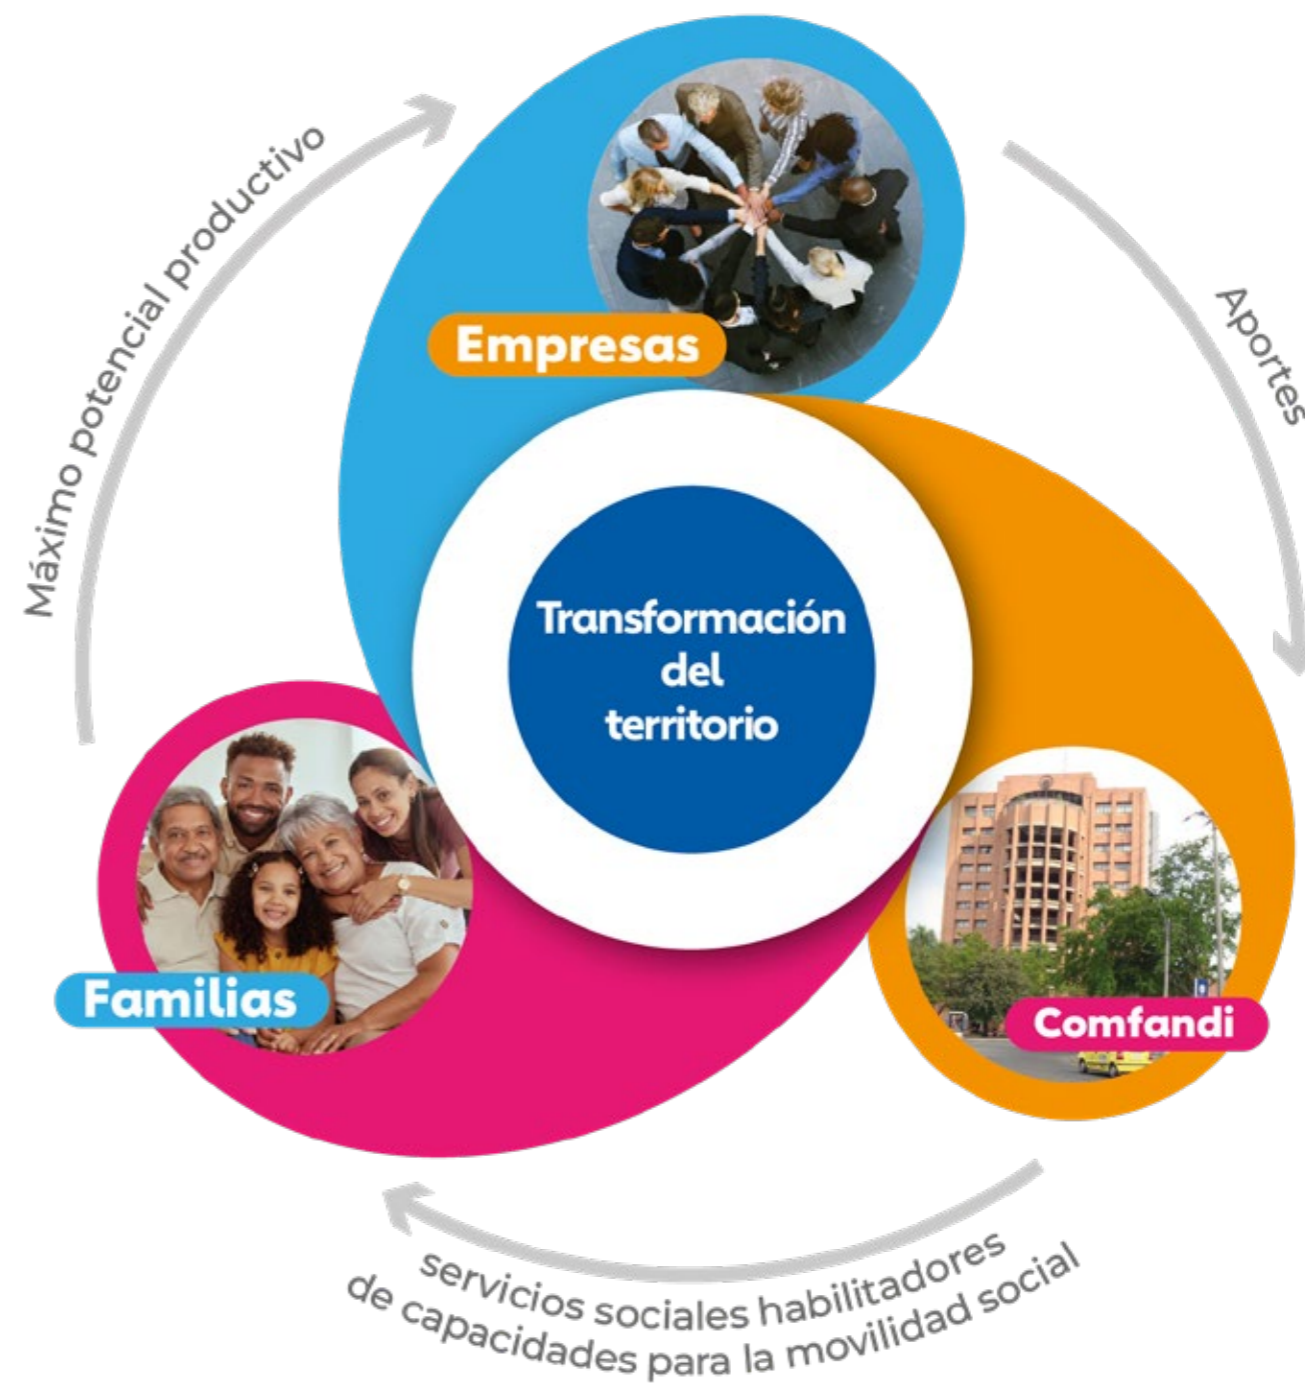 Máximo potencial productivo
Aportes
Empresas
Transformación
del
territorio
Familias
Comfandi
servicios sociales habilitadores
de capacidades para la movilidad social